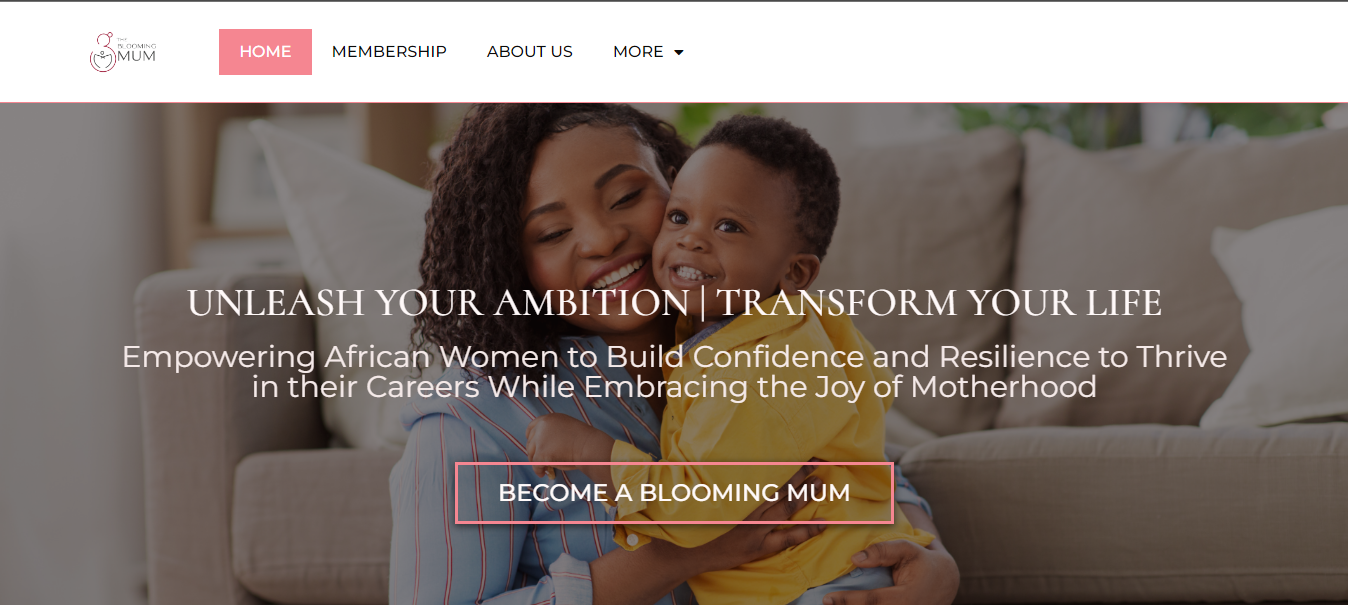 THE
BLOOMING
MUM
HOME MEMBERSHIP ABOUT US MORE
UNLEASH YOUR AMBITION | TRANSFORM YOUR LIFE
Empowering African Women to Build Confidence and Resilience to Thrive
in their Careers While Embracing the Joy of Motherhood
BECOME A BLOOMING MUM